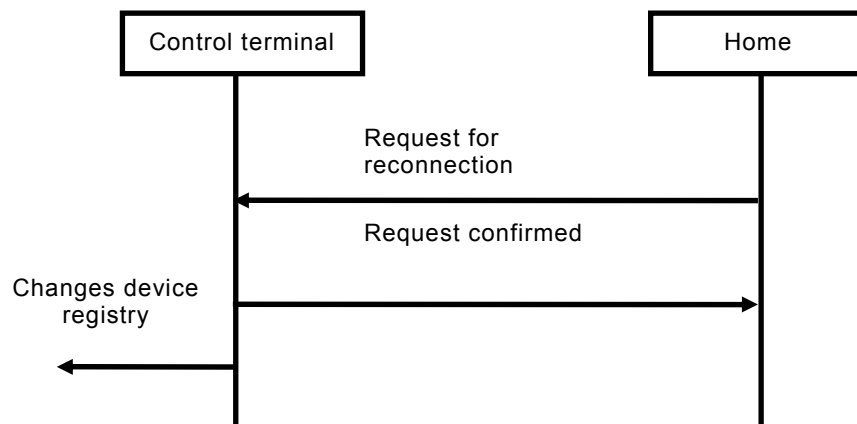 Control terminal
Home
Request for
reconnection
Request confirmed
Changes device
registry